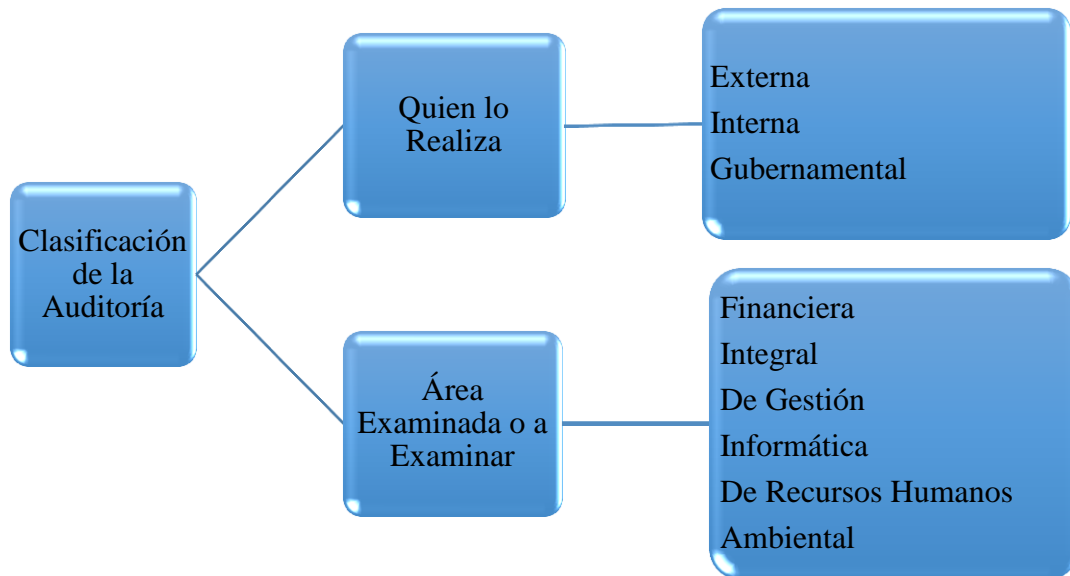 Clasificación
de la
Auditoría
Quien lo
Realiza
Externa
Interna
Gubernamental
Área
Examinada o a
Examinar
Financiera
Integral
De Gestión
Informática
De Recursos Humanos
Ambiental